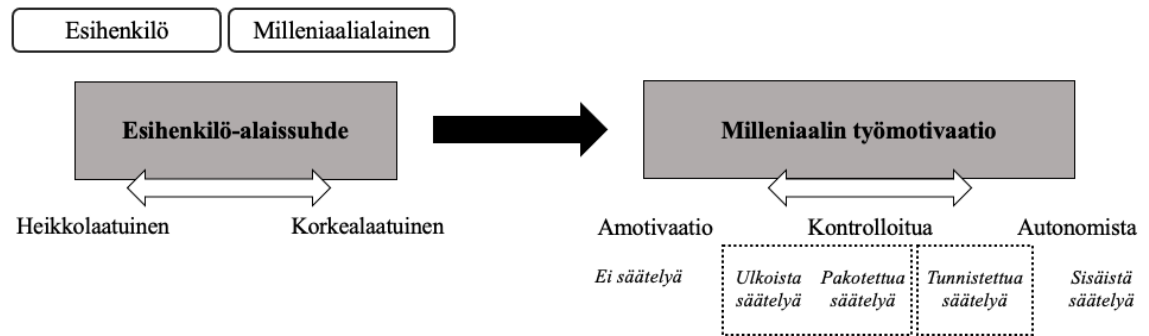 Esihenkilö
Milleniaalialainen
Esihenkilö-alaissuhde
Milleniaalin työmotivaatio
Heikkolaatuinen
Korkealaatuinen
Amotivaatio
Kontrolloitua
Autonomista
Ei säätelyä
Ulkoista
säätelyä
Pakotettua
säätelyä
Tunnistettua
säätelyä
Sisäistä
säätelyä